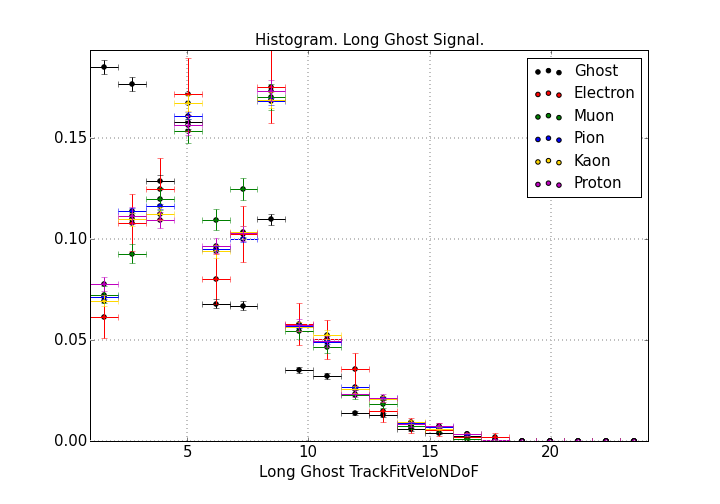 Histogram. Long Ghost Signal.
Ghost
Electron
Muon
Pion
Kaon
Proton
0.15
0.10
0.05
0.00
5
10
15
20
Long Ghost TrackFitVeloNDoF